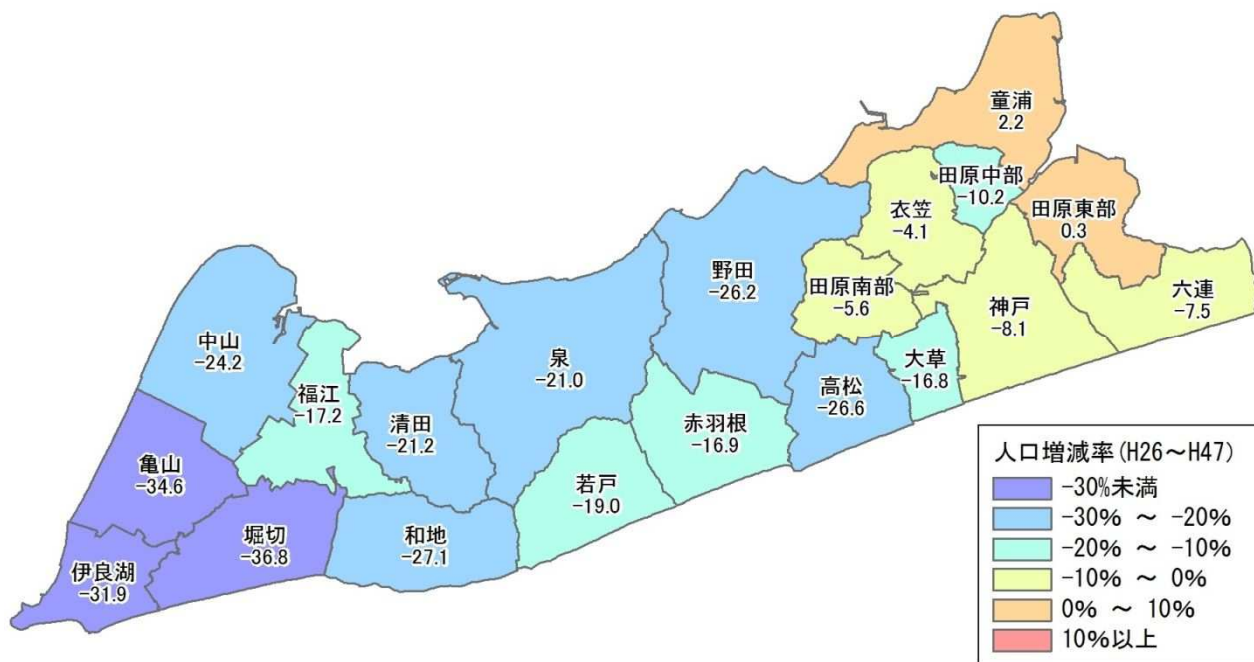 童浦
2.2
田原中部
-10.2
田原東部
0.3
衣笠
-4.1
野田
-26.2
田原南部
-5.6
神戸
-8.1
六連
-7.5
中山
-24.2
泉
-21.0
大草
-16.8
高松
-26.6
福江
-17.2
清田
-21.2
赤羽根
-16.9
亀山
-34.6
若戸
-19.0
堀切
-36.8
和地
-27.1
伊良湖
-31.9
人口増減率(H26～H47)
-30%未満
-30% ～ -20%
-20% ～ -10%
-10% ～ 0%
0% ～ 10%
10%以上